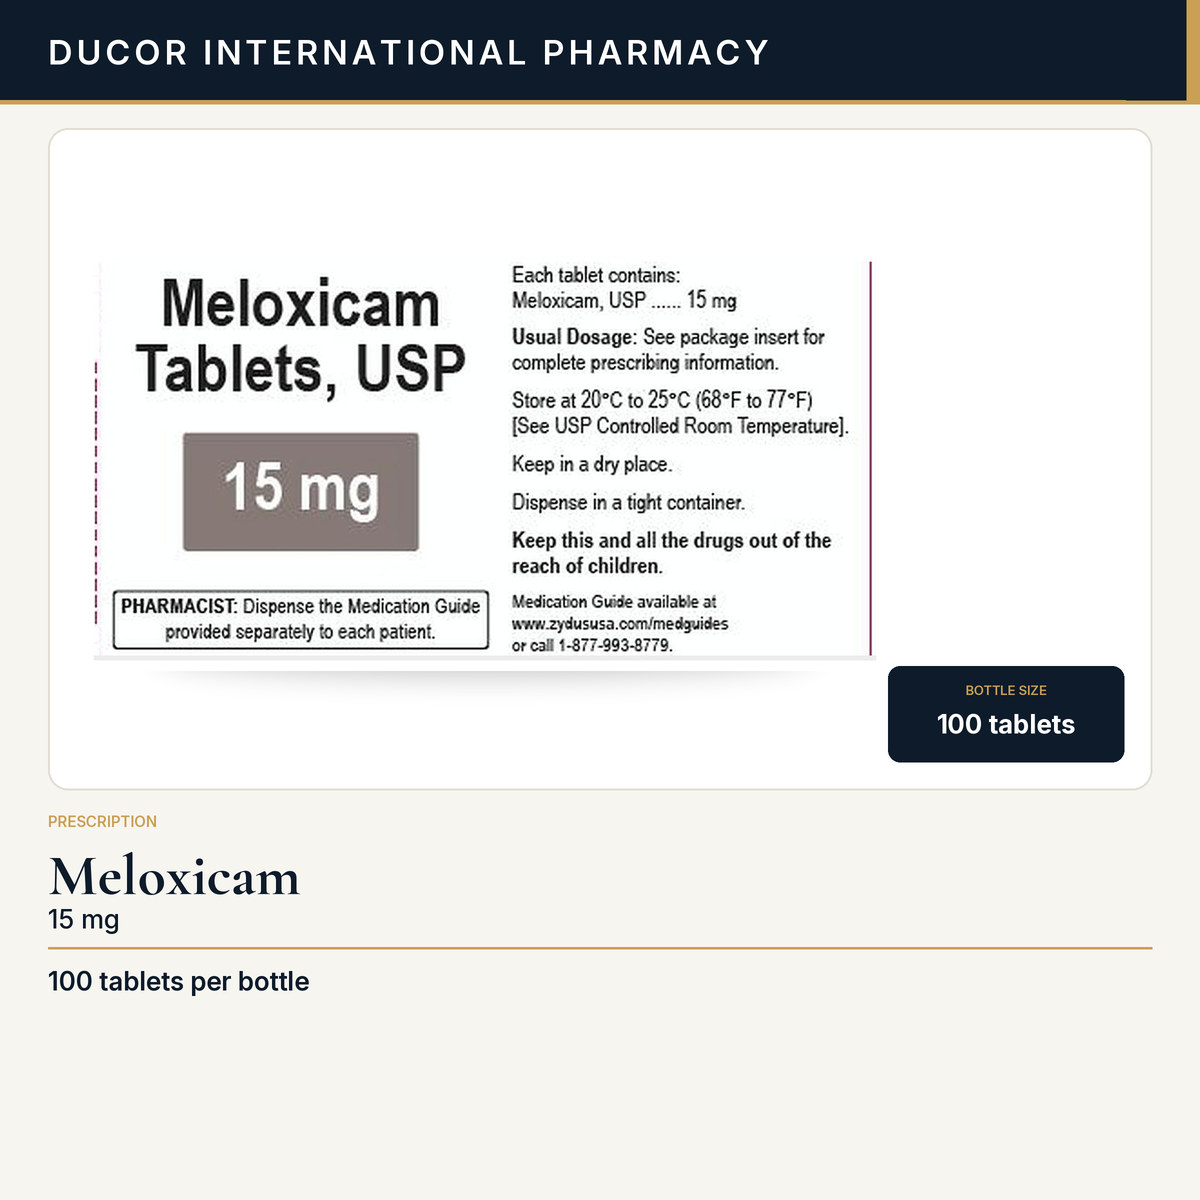 DUCOR INTERNATIONAL PHARMACY
Meloxicam
Tablets, USP
15 mg
PHARMACIST: Dispense the Medication Guide
provided separately to each patient.
Each tablet contains:
Meloxicam, USP ...... 15 mg
Usual Dosage: See package insert for
complete prescribing information.
Store at 20°C to 25°C (68°F to 77°F)
[See USP Controlled Room Temperature].
Keep in a dry place.
Dispense in a tight container.
Keep this and all the drugs out of the
reach of children.
Medication Guide available at
www.zydususa.com/medguides
or call 1-877-993-8779.
BOTTLE SIZE
100 tablets
PRESCRIPTION
Meloxicam
15 mg
100 tablets per bottle